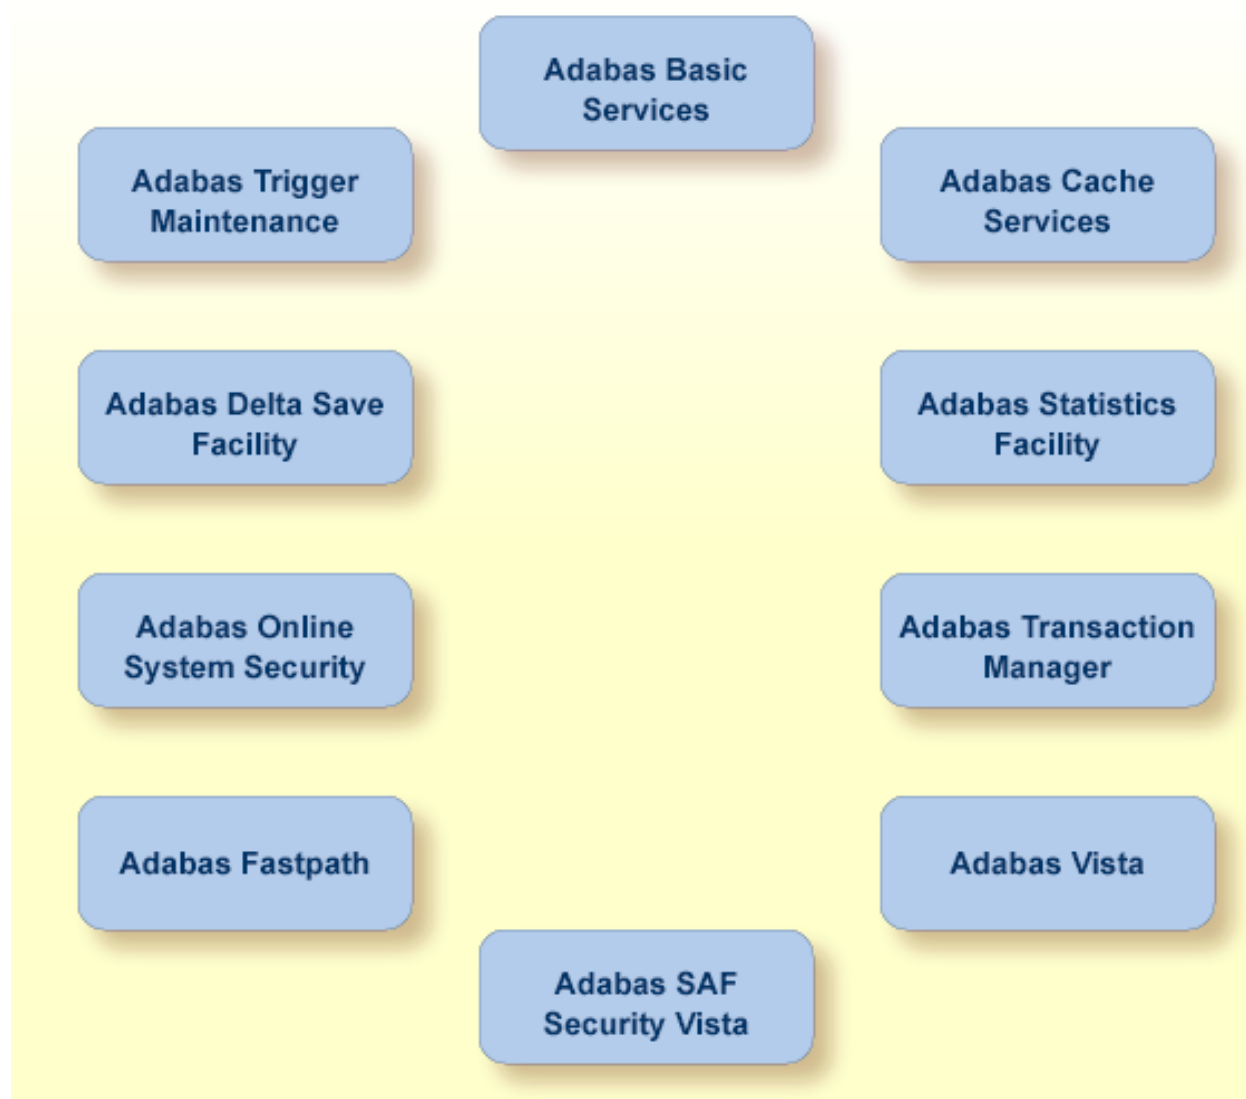 Adabas Basic
Services
Adabas Trigger
Maintenance
Adabas Cache
Services
Adabas Delta Save
Facility
Adabas Statistics
Facility
Adabas Online
System Security
Adabas Transaction
Manager
Adabas Fastpath
Adabas Vista
Adabas SAF
Security Vista